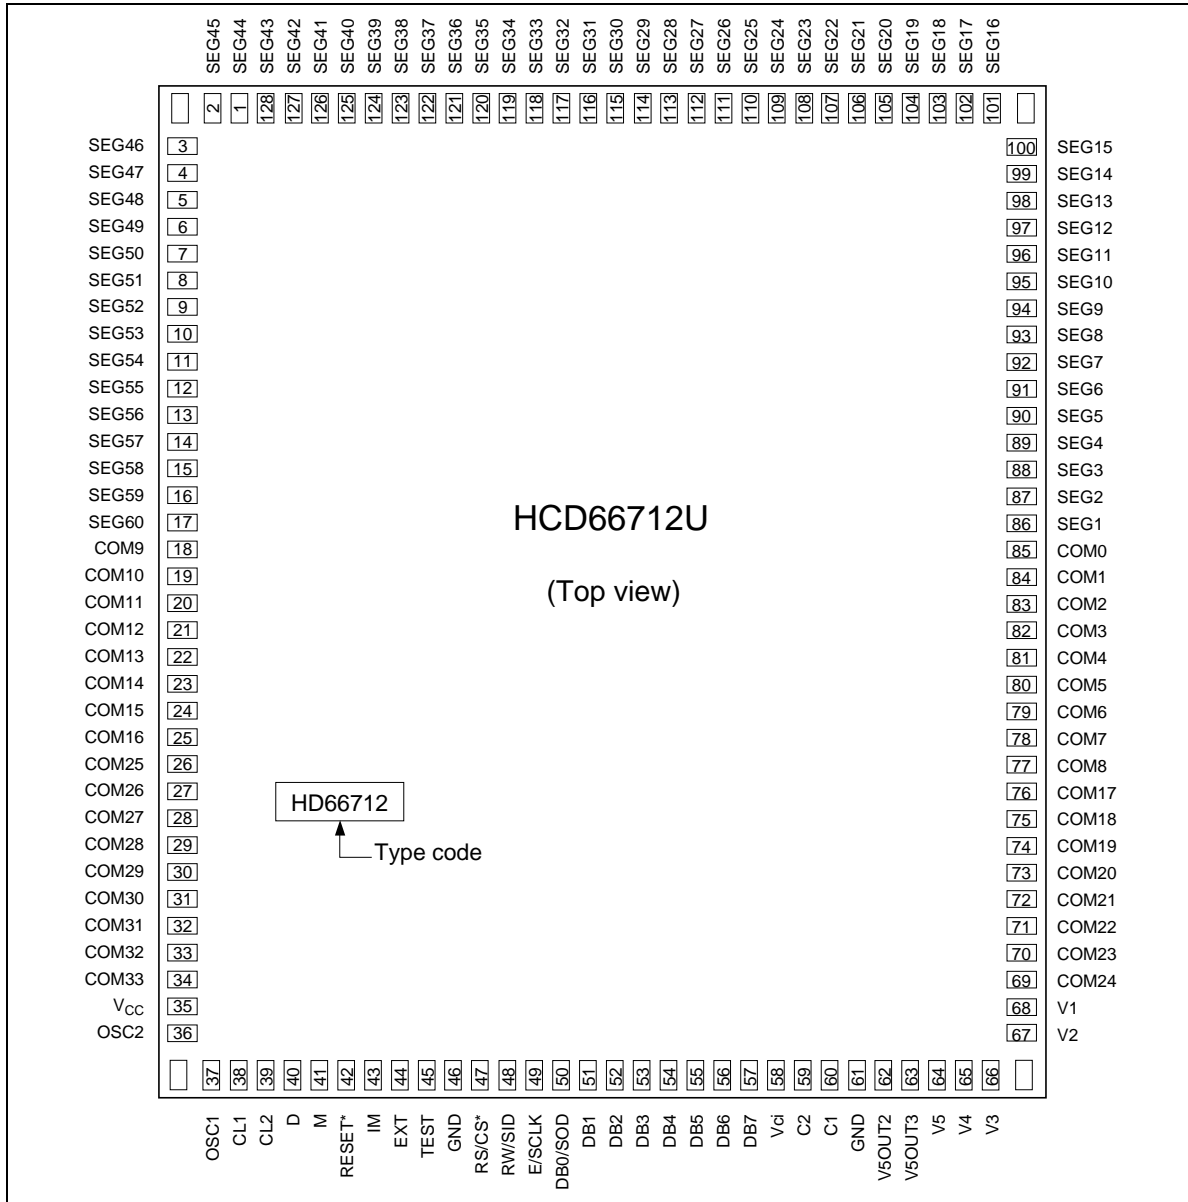 SEG45 SEG44 SEG43 SEG42 SEG41 SEG40 SEG39 SEG38 SEG37 SEG36 SEG35 SEG34 SEG33 SEG32 SEG31 SEG30 SEG29 SEG28 SEG27 SEG26 SEG25 SEG24 SEG23 SEG22 SEG21 SEG20 SEG19 SEG18 SEG17 SEG16
2 1 128 127 126 125 124 123 122 121 120 119 118 117 116 115 114 113 112 111 110 109 108 107 106 105 104 103 102 101
SEG46 3 100 SEG15
SEG47 4 99 SEG14
SEG48 5 98 SEG13
SEG49 6 97 SEG12
SEG50 7 96 SEG11
SEG51 8 95 SEG10
SEG52 9 94 SEG9
SEG53 10 93 SEG8
SEG54 11 92 SEG7
SEG55 12 91 SEG6
SEG56 13 90 SEG5
SEG57 14 89 SEG4
SEG58 15 88 SEG3
SEG59 16 87 SEG2
SEG60 17 86 SEG1
HCD66712U
COM9 18 85 COM0
COM10 19 84 COM1
(Top view)
COM11 20 83 COM2
COM12 21 82 COM3
COM13 22 81 COM4
COM14 23 80 COM5
COM15 24 79 COM6
COM16 25 78 COM7
COM25 26 77 COM8
COM26 27 76 COM17
HD66712
COM27 28 75 COM18
COM28 29 74 COM19
Type code
COM29 30 73 COM20
COM30 31 72 COM21
COM31 32 71 COM22
COM32 33 70 COM23
COM33 34 69 COM24
VCC 35 68 V1
OSC2 36 67 V2
37 38 39 40 41 42 43 44 45 46 47 48 49 50 51 52 53 54 55 56 57 58 59 60 61 62 63 64 65 66
OSC1 CL1 CL2 D M RESET* IM EXT TEST GND RS/CS* RW/SID E/SCLK DB0/SOD DB1 DB2 DB3 DB4 DB5 DB6 DB7 Vci C2 C1 GND V5OUT2 V5OUT3 V5 V4 V3